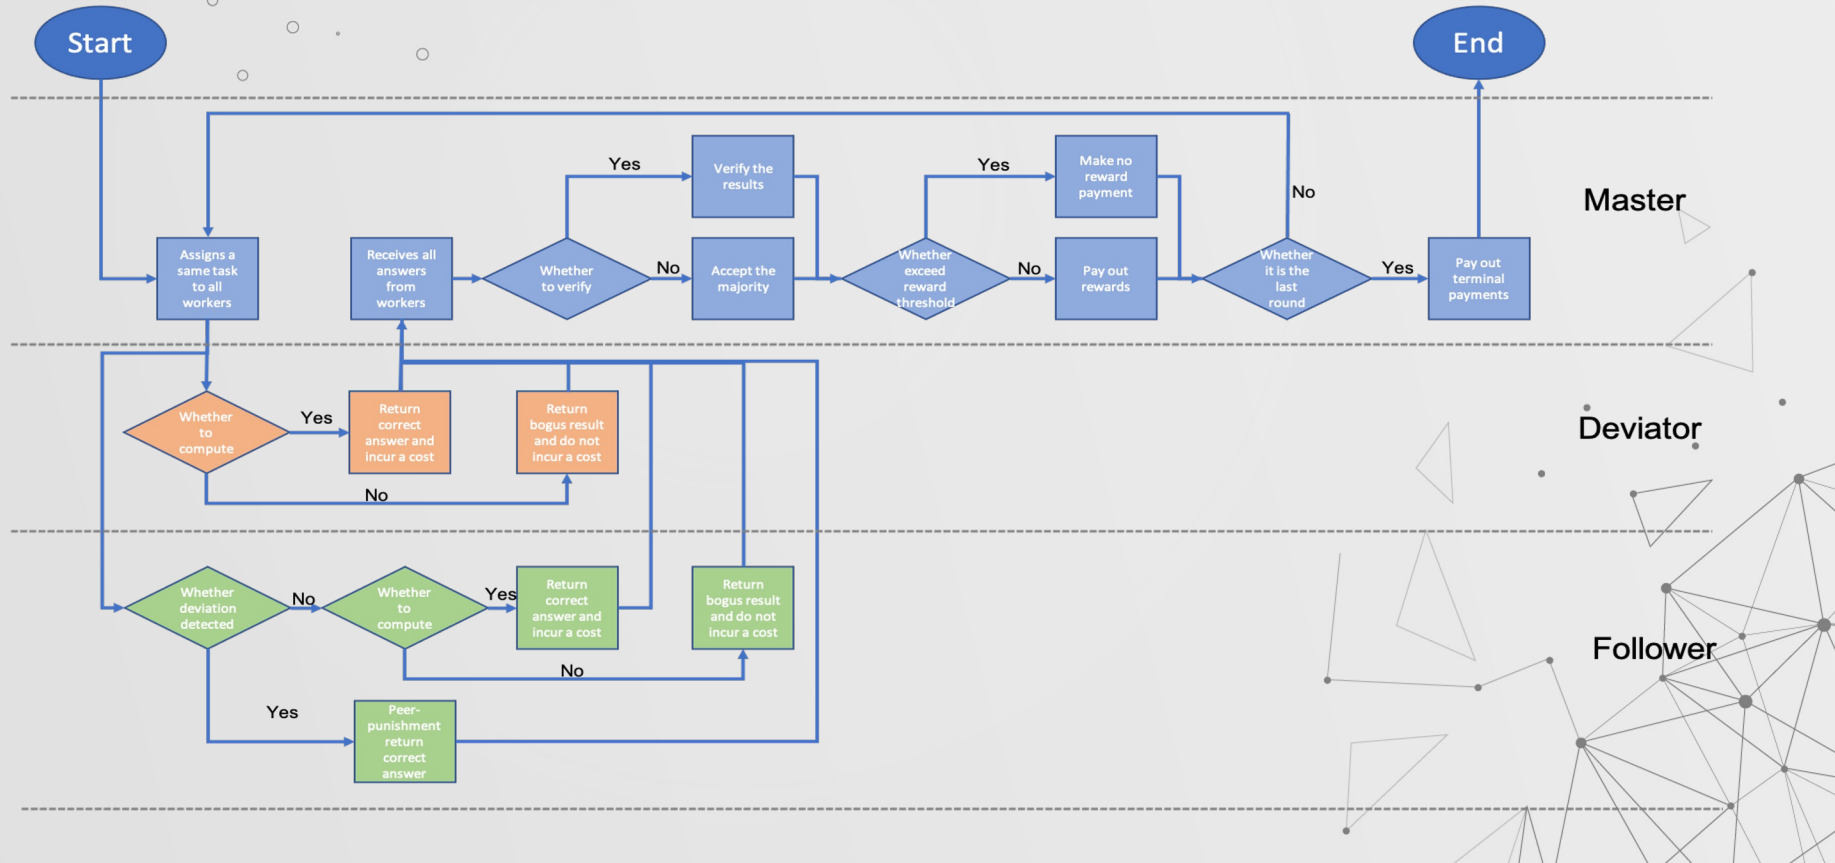 Start
End
Yes
Verify the
results
Yes
Make no
reward
payment
No
Master
Assigns a
same task
to all
workers
Receives all
answers
from
workers
Whether
to verify
No
Accept the
majority
Whether
exceed
reward
threshold
No
Pay out
rewards
Whether
it is the
last
round
Yes
Pay out
terminal
payments
Whether
to
compute
Yes
Return
correct
answer and
incur a cost
Return
bogus result
and do not
incur a cost
Deviator
No
Whether
deviation
detected
No
Whether
to
compute
Yes
Return
correct
answer and
incur a cost
Return
bogus result
and do not
incur a cost
Follower
No
Yes
Peer-
punishment
return
correct
answer